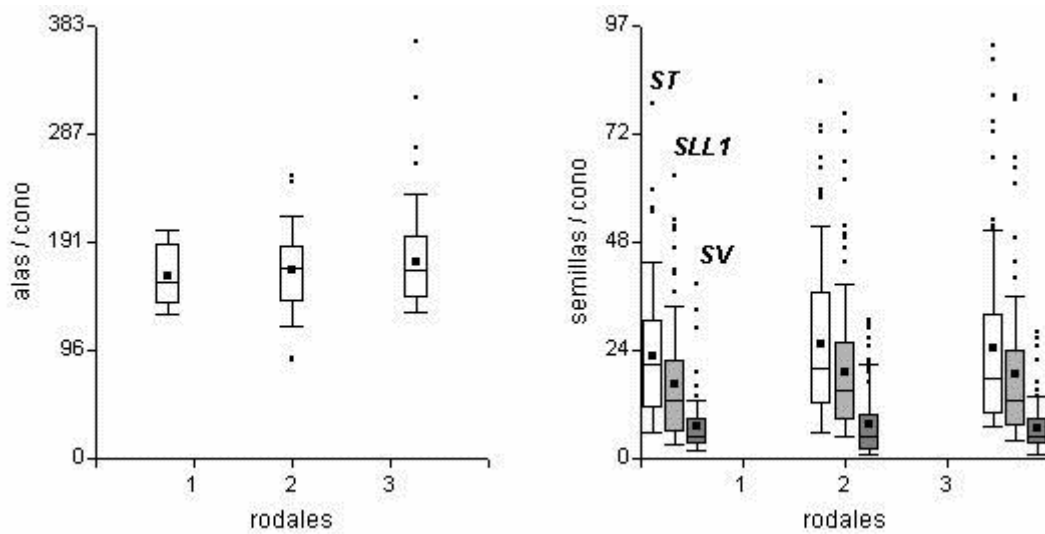 383
287
191
96
0
alas / cono
1 2 3
rodales
97
72
48
24
0
semillas / cono
ST
SLL1
SV
1 2 3
rodales